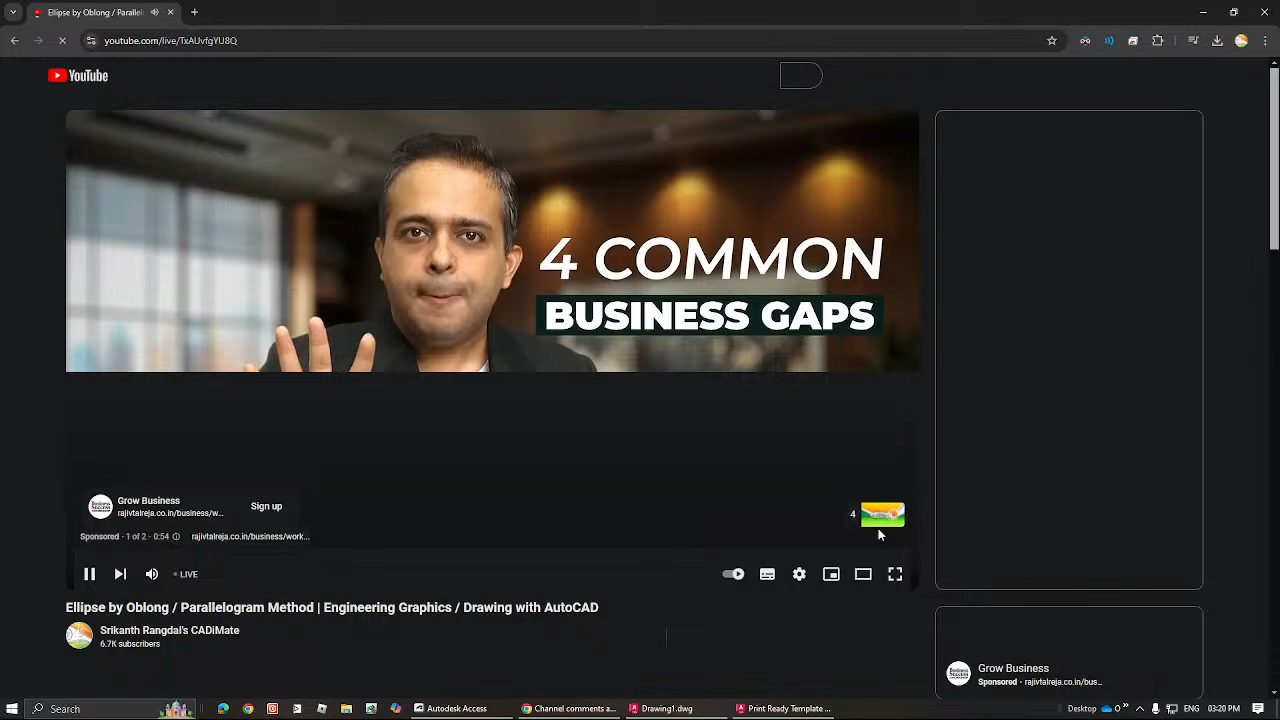 Ellipse by Oblong / Parallel
youtube.com/live/TxAUvfgYU8Q
YouTube
4 COMMON
BUSINESS GAPS
Grow Business
rajivtalreja.co.in/business/w...
Sign up
4
Sponsored · 1 of 2 · 0:54
rajivtalreja.co.in/business/work...
LIVE
Ellipse by Oblong / Parallelogram Method | Engineering Graphics / Drawing with AutoCAD
Srikanth Rangdal's CADiMate
6.7K subscribers
Grow Business
Sponsored · rajivtalreja.co.in/bus...
Search
Autodesk Access
Channel comments a...
Drawing1.dwg
Print Ready Template ...
Desktop
ENG
03:20 PM